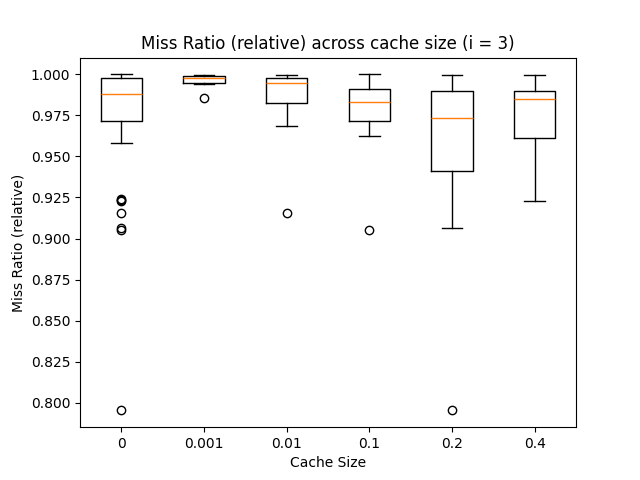 Miss Ratio (relative) across cache size (i = 3)
1.000
0.975
0.950
0.925
0.900
0.875
0.850
0.825
0.800
Miss Ratio (relative)
0 0.001 0.01 0.1 0.2 0.4
Cache Size